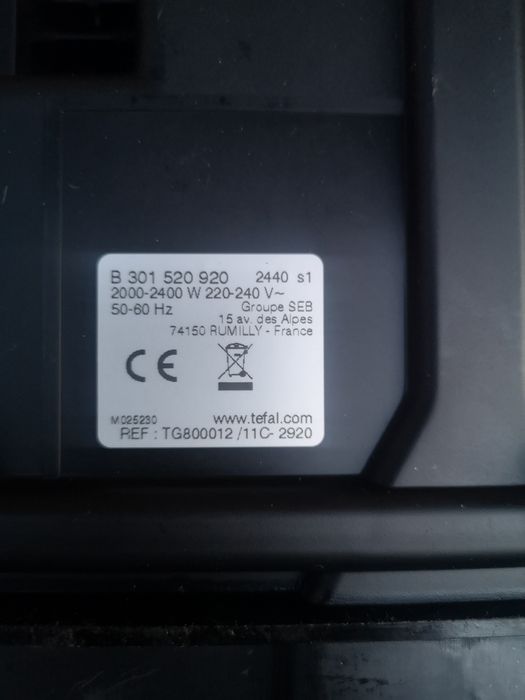 B 301 520 920 2440 s1
2000-2400 W 220-240 V~
50-60 Hz Groupe SEB
15 av. des Alpes
74150 RUMILLY - France
CE
M025230 www.tefal.com
REF : TG800012 /11C- 2920